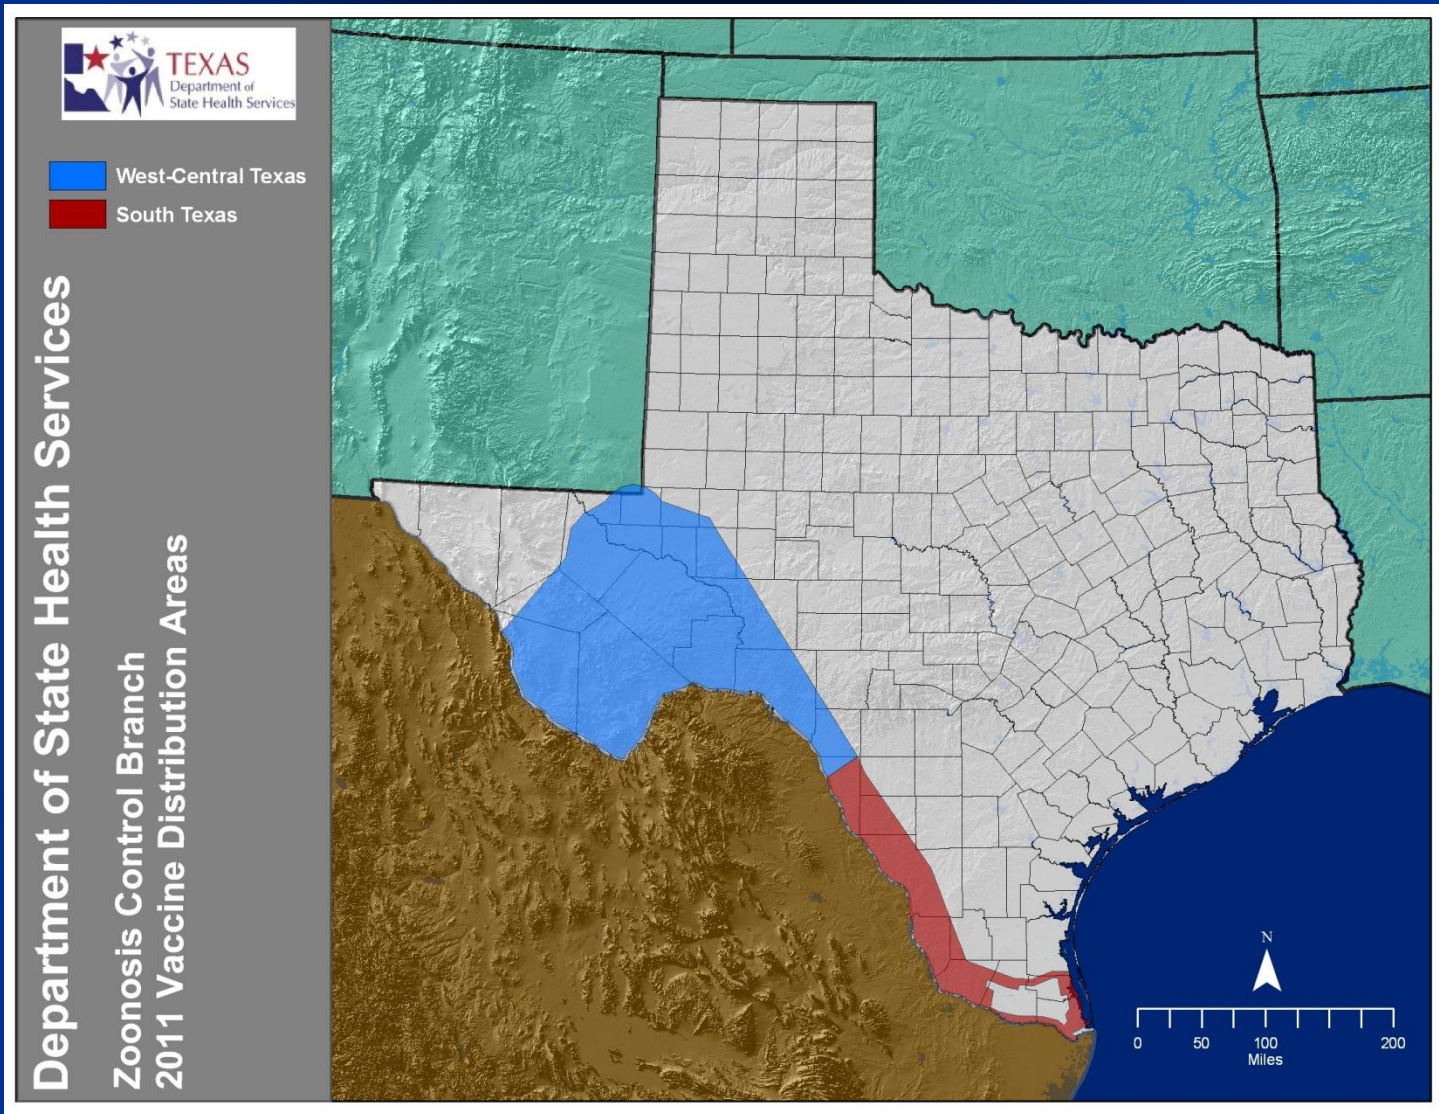 TEXAS
Department of
State Health Services
West-Central Texas
South Texas
Department of State Health Services
Zoonosis Control Branch
2011 Vaccine Distribution Areas
N
0 50 100 200
Miles